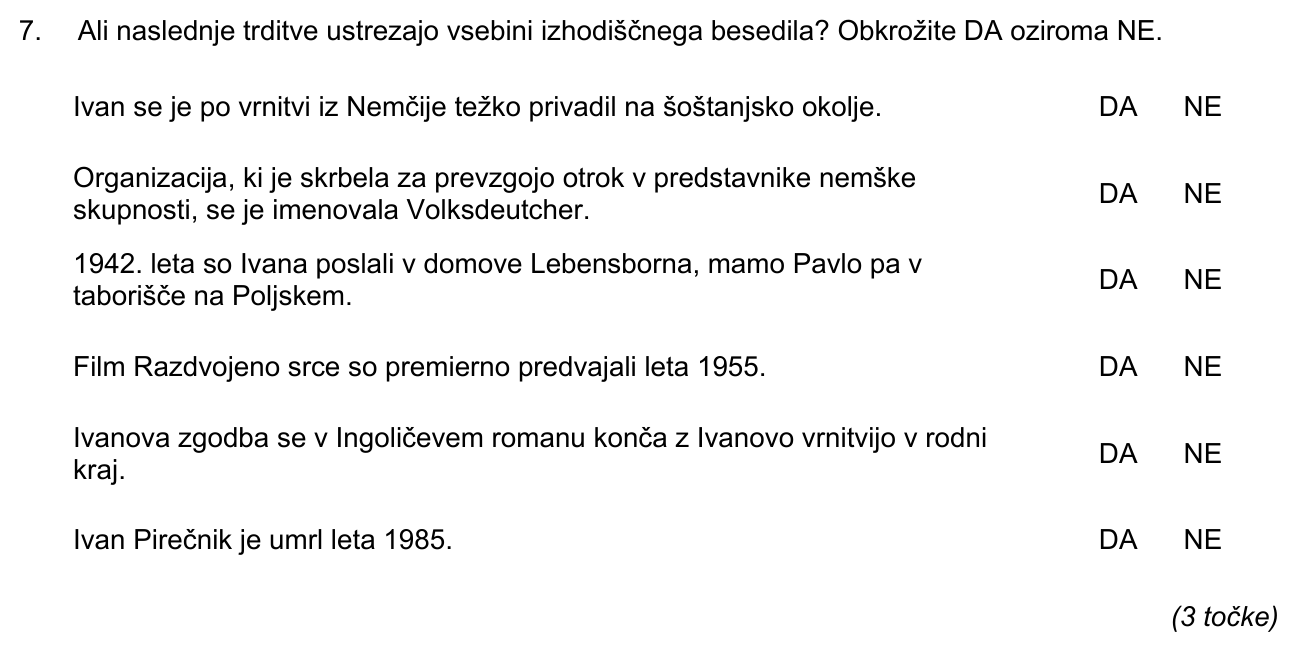 7. Ali naslednje trditve ustrezajo vsebini izhodiščnega besedila? Obkrožite DA oziroma NE.
Ivan se je po vrnitvi iz Nemčije težko privadil na šoštanjsko okolje. DA NE
Organizacija, ki je skrbela za prevzgojo otrok v predstavnike nemške
skupnosti, se je imenovala Volksdeutcher. DA NE
1942. leta so Ivana poslali v domove Lebensborna, mamo Pavlo pa v
taborišče na Poljskem. DA NE
Film Razdvojeno srce so premierno predvajali leta 1955. DA NE
Ivanova zgodba se v Ingoličevem romanu konča z Ivanovo vrnitvijo v rodni
kraj. DA NE
Ivan Pirečnik je umrl leta 1985. DA NE
(3 točke)